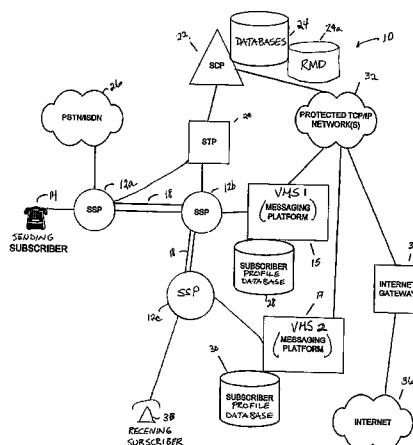 24
24a
22
DATABASES
10
SCP
RMD
32
26
PSTN/ISDN
STP
20
PROTECTED TCP/IP
NETWORK(S)
12a
14
SSP
18
12b
SSP
VMS 1
(MESSAGING
PLATFORM)
SENDING
SUBSCRIBER
15
18
SUBSCRIBER
PROFILE
DATABASE
28
INTERNET
GATEWAY
SSP
12c
17
VMS 2
(MESSAGING
PLATFORM)
30
SUBSCRIBER
PROFILE
DATABASE
36
INTERNET
38
RECEIVING
SUBSCRIBER